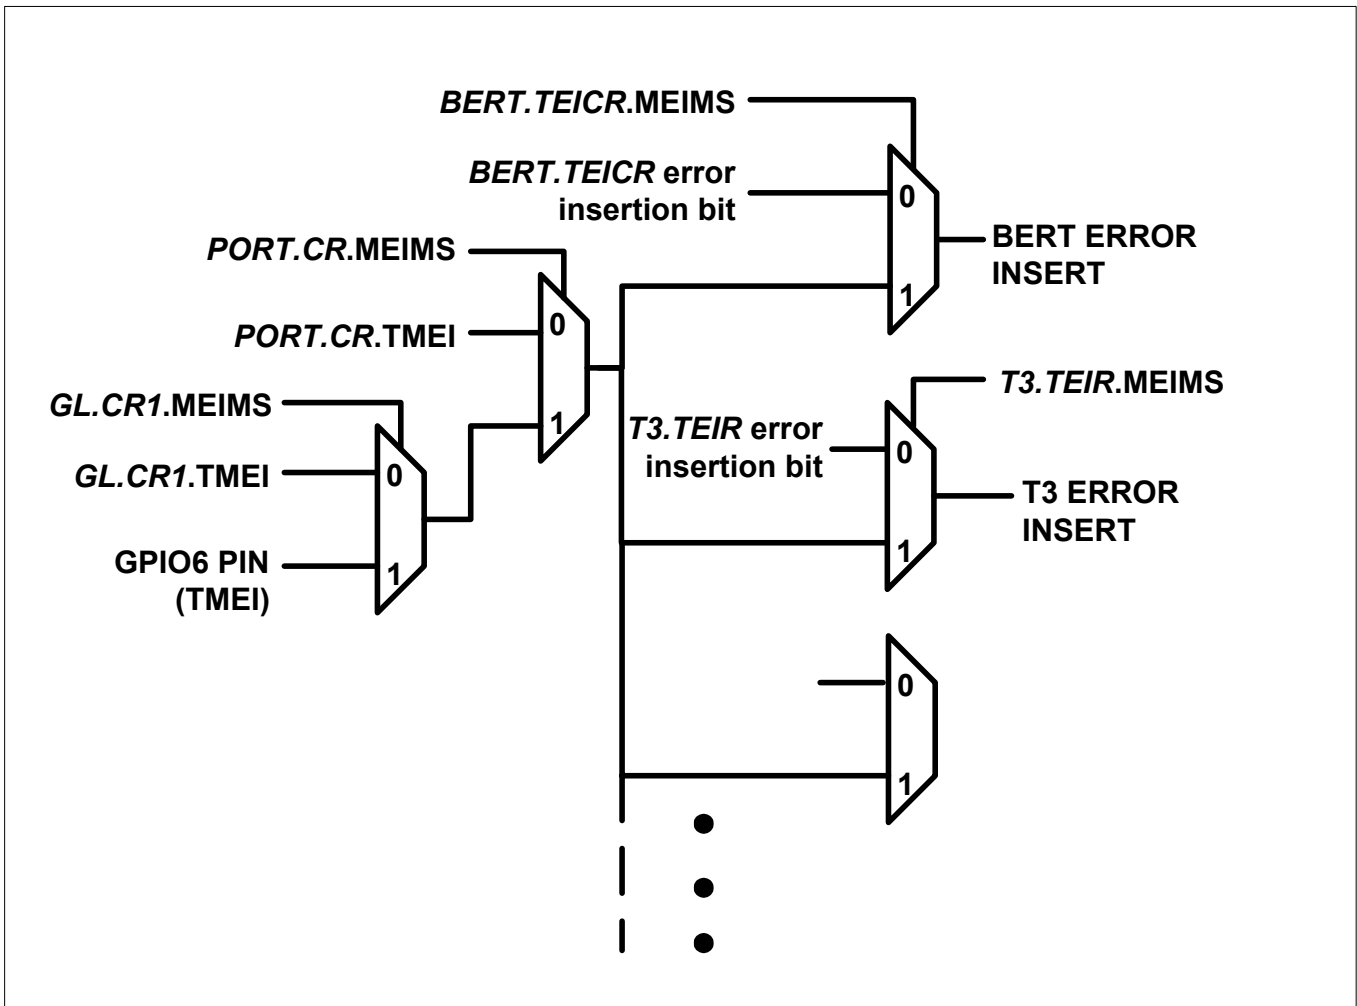 BERT.TEICR.MEIMS
BERT.TEICR error
insertion bit
0
1
BERT ERROR
INSERT
PORT.CR.MEIMS
PORT.CR.TMEI
0
1
GL.CR1.MEIMS
GL.CR1.TMEI
0
GPIO6 PIN
(TMEI)
1
T3.TEIR.MEIMS
T3.TEIR error
insertion bit
0
1
T3 ERROR
INSERT
0
1